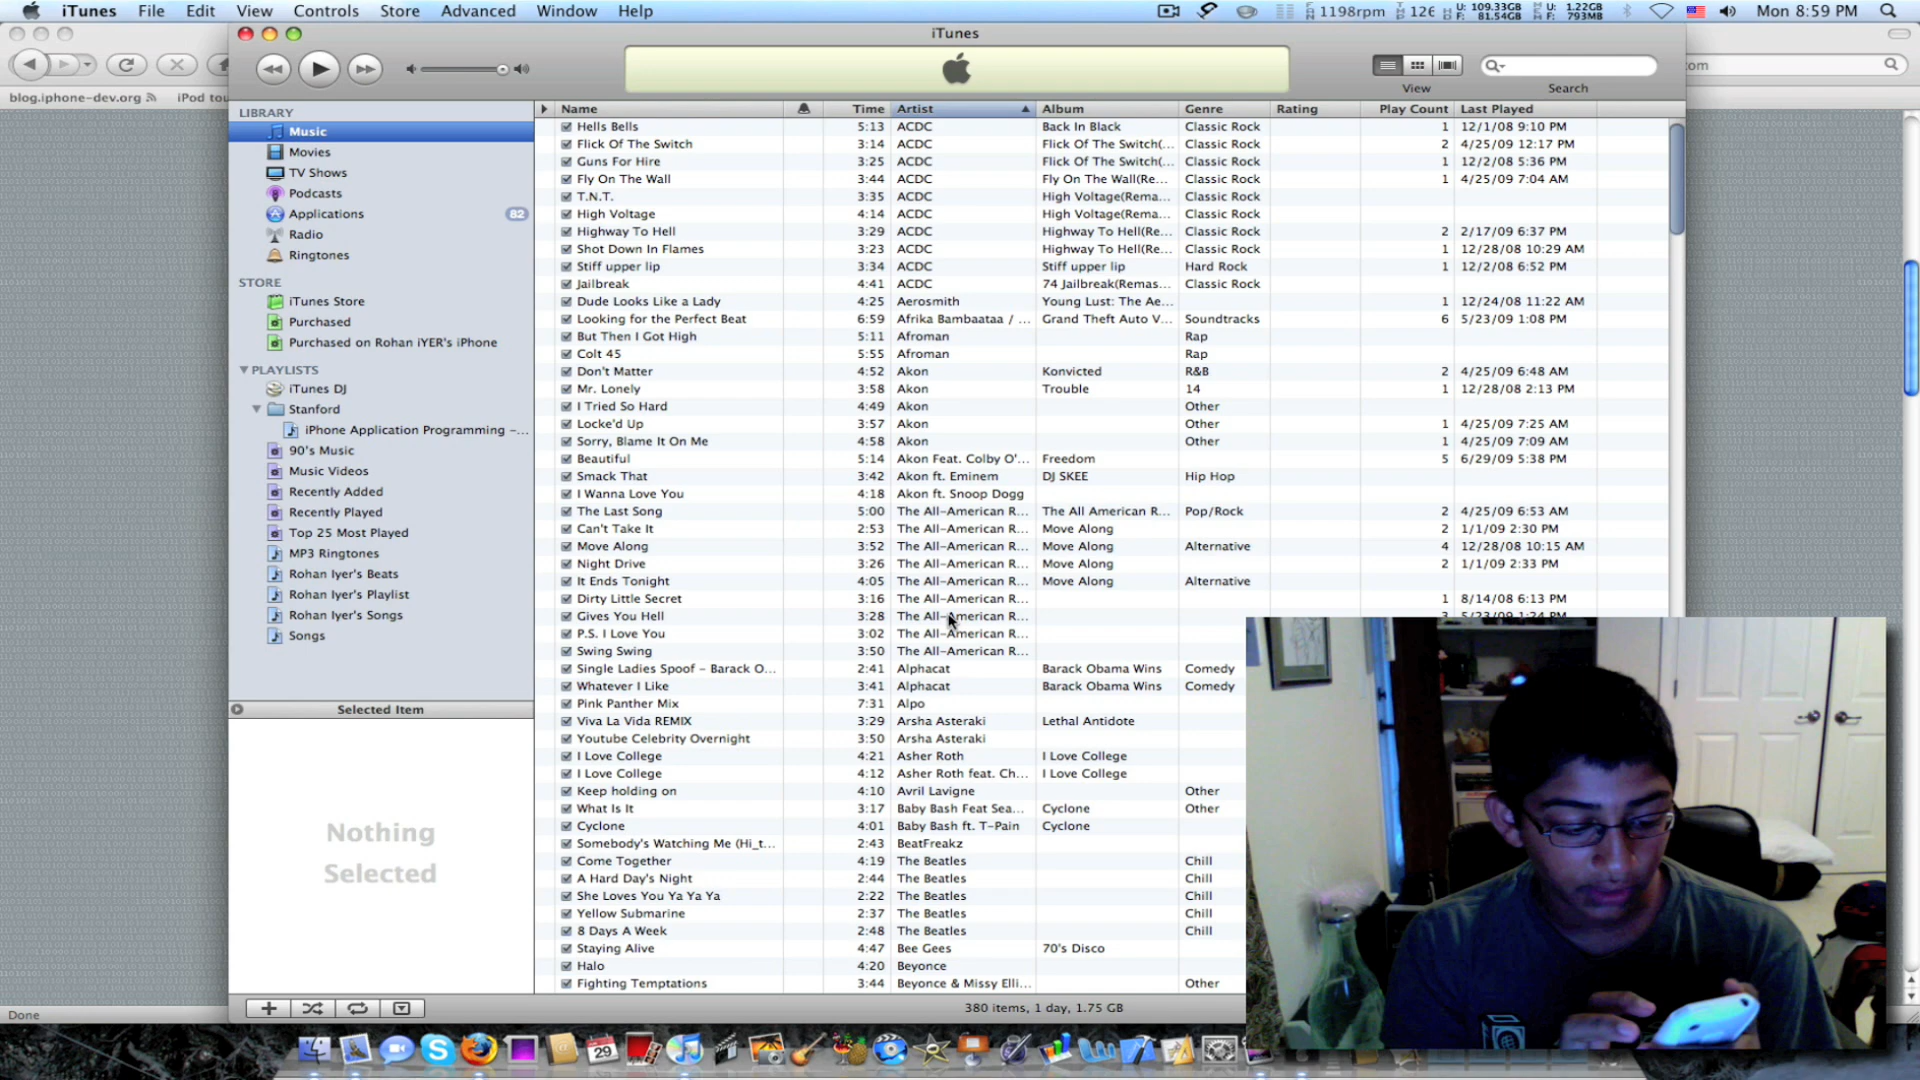 iTunes File Edit View Controls Store Advanced Window Help 1198rpm 126 U: 109.33GB F: 81.54GB U: 1.22GB F: 793MB Mon 8:59 PM
iTunes
View
Search
com
blog.iphone-dev.org iPod tou
LIBRARY
Music
Movies
TV Shows
Podcasts
Applications 82
Radio
Ringtones
STORE
iTunes Store
Purchased
Purchased on Rohan iYER's iPhone
PLAYLISTS
iTunes DJ
Stanford
iPhone Application Programming -...
90's Music
Music Videos
Recently Added
Recently Played
Top 25 Most Played
MP3 Ringtones
Rohan Iyer's Beats
Rohan Iyer's Playlist
Rohan Iyer's Songs
Songs
Selected Item
Nothing
Selected
Name Time Artist Album Genre Rating Play Count Last Played
Hells Bells 5:13 ACDC Back In Black Classic Rock 1 12/1/08 9:10 PM
Flick Of The Switch 3:14 ACDC Flick Of The Switch(... Classic Rock 2 4/25/09 12:17 PM
Guns For Hire 3:25 ACDC Flick Of The Switch(... Classic Rock 1 12/2/08 5:36 PM
Fly On The Wall 3:44 ACDC Fly On The Wall(Re... Classic Rock 1 4/25/09 7:04 AM
T.N.T. 3:35 ACDC High Voltage(Rema... Classic Rock
High Voltage 4:14 ACDC High Voltage(Rema... Classic Rock
Highway To Hell 3:29 ACDC Highway To Hell(Re... Classic Rock 2 2/17/09 6:37 PM
Shot Down In Flames 3:23 ACDC Highway To Hell(Re... Classic Rock 1 12/28/08 10:29 AM
Stiff upper lip 3:34 ACDC Stiff upper lip Hard Rock 1 12/2/08 6:52 PM
Jailbreak 4:41 ACDC 74 Jailbreak(Remas... Classic Rock
Dude Looks Like a Lady 4:25 Aerosmith Young Lust: The Ae... 1 12/24/08 11:22 AM
Looking for the Perfect Beat 6:59 Afrika Bambaataa / ... Grand Theft Auto V... Soundtracks 6 5/23/09 1:08 PM
But Then I Got High 5:11 Afroman Rap
Colt 45 5:55 Afroman Rap
Don't Matter 4:52 Akon Konvicted R&B 2 4/25/09 6:48 AM
Mr. Lonely 3:58 Akon Trouble 14 1 12/28/08 2:13 PM
I Tried So Hard 4:49 Akon Other
Locke'd Up 3:57 Akon Other 1 4/25/09 7:25 AM
Sorry, Blame It On Me 4:58 Akon Other 1 4/25/09 7:09 AM
Beautiful 5:14 Akon Feat. Colby O'... Freedom 5 6/29/09 5:38 PM
Smack That 3:42 Akon ft. Eminem DJ SKEE Hip Hop
I Wanna Love You 4:18 Akon ft. Snoop Dogg
The Last Song 5:00 The All-American R... The All American R... Pop/Rock 2 4/25/09 6:53 AM
Can't Take It 2:53 The All-American R... Move Along 2 1/1/09 2:30 PM
Move Along 3:52 The All-American R... Move Along Alternative 4 12/28/08 10:15 AM
Night Drive 3:26 The All-American R... Move Along 2 1/1/09 2:33 PM
It Ends Tonight 4:05 The All-American R... Move Along Alternative
Dirty Little Secret 3:16 The All-American R... 1 8/14/08 6:13 PM
Gives You Hell 3:28 The All-American R... 3 5/23/09 1:24 PM
P.S. I Love You 3:02 The All-American R...
Swing Swing 3:50 The All-American R...
Single Ladies Spoof - Barack O... 2:41 Alphacat Barack Obama Wins Comedy
Whatever I Like 3:41 Alphacat Barack Obama Wins Comedy
Pink Panther Mix 7:31 Alpo
Viva La Vida REMIX 3:29 Arsha Asteraki Lethal Antidote
Youtube Celebrity Overnight 3:50 Arsha Asteraki
I Love College 4:21 Asher Roth I Love College
I Love College 4:12 Asher Roth feat. Ch... I Love College
Keep holding on 4:10 Avril Lavigne Other
What Is It 3:17 Baby Bash Feat Sea... Cyclone Other
Cyclone 4:01 Baby Bash ft. T-Pain Cyclone
Somebody's Watching Me (Hi_t... 2:43 BeatFreakz
Come Together 4:19 The Beatles Chill
A Hard Day's Night 2:44 The Beatles Chill
She Loves You Ya Ya Ya 2:22 The Beatles Chill
Yellow Submarine 2:37 The Beatles Chill
8 Days A Week 2:48 The Beatles Chill
Staying Alive 4:47 Bee Gees 70's Disco
Halo 4:20 Beyonce
Fighting Temptations 3:44 Beyonce & Missy Elli... Other
380 items, 1 day, 1.75 GB
Done
29